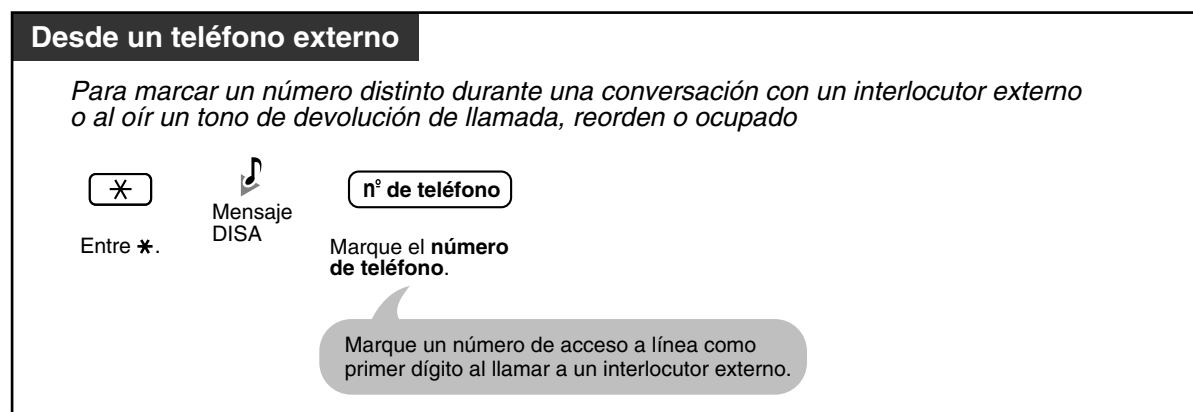 Desde un teléfono externo
Para marcar un número distinto durante una conversación con un interlocutor externo
o al oír un tono de devolución de llamada, reorden o ocupado
n° de teléfono
Mensaje
DISA
Entre *.
Marque el número
de teléfono.
Marque un número de acceso a línea como
primer dígito al llamar a un interlocutor externo.